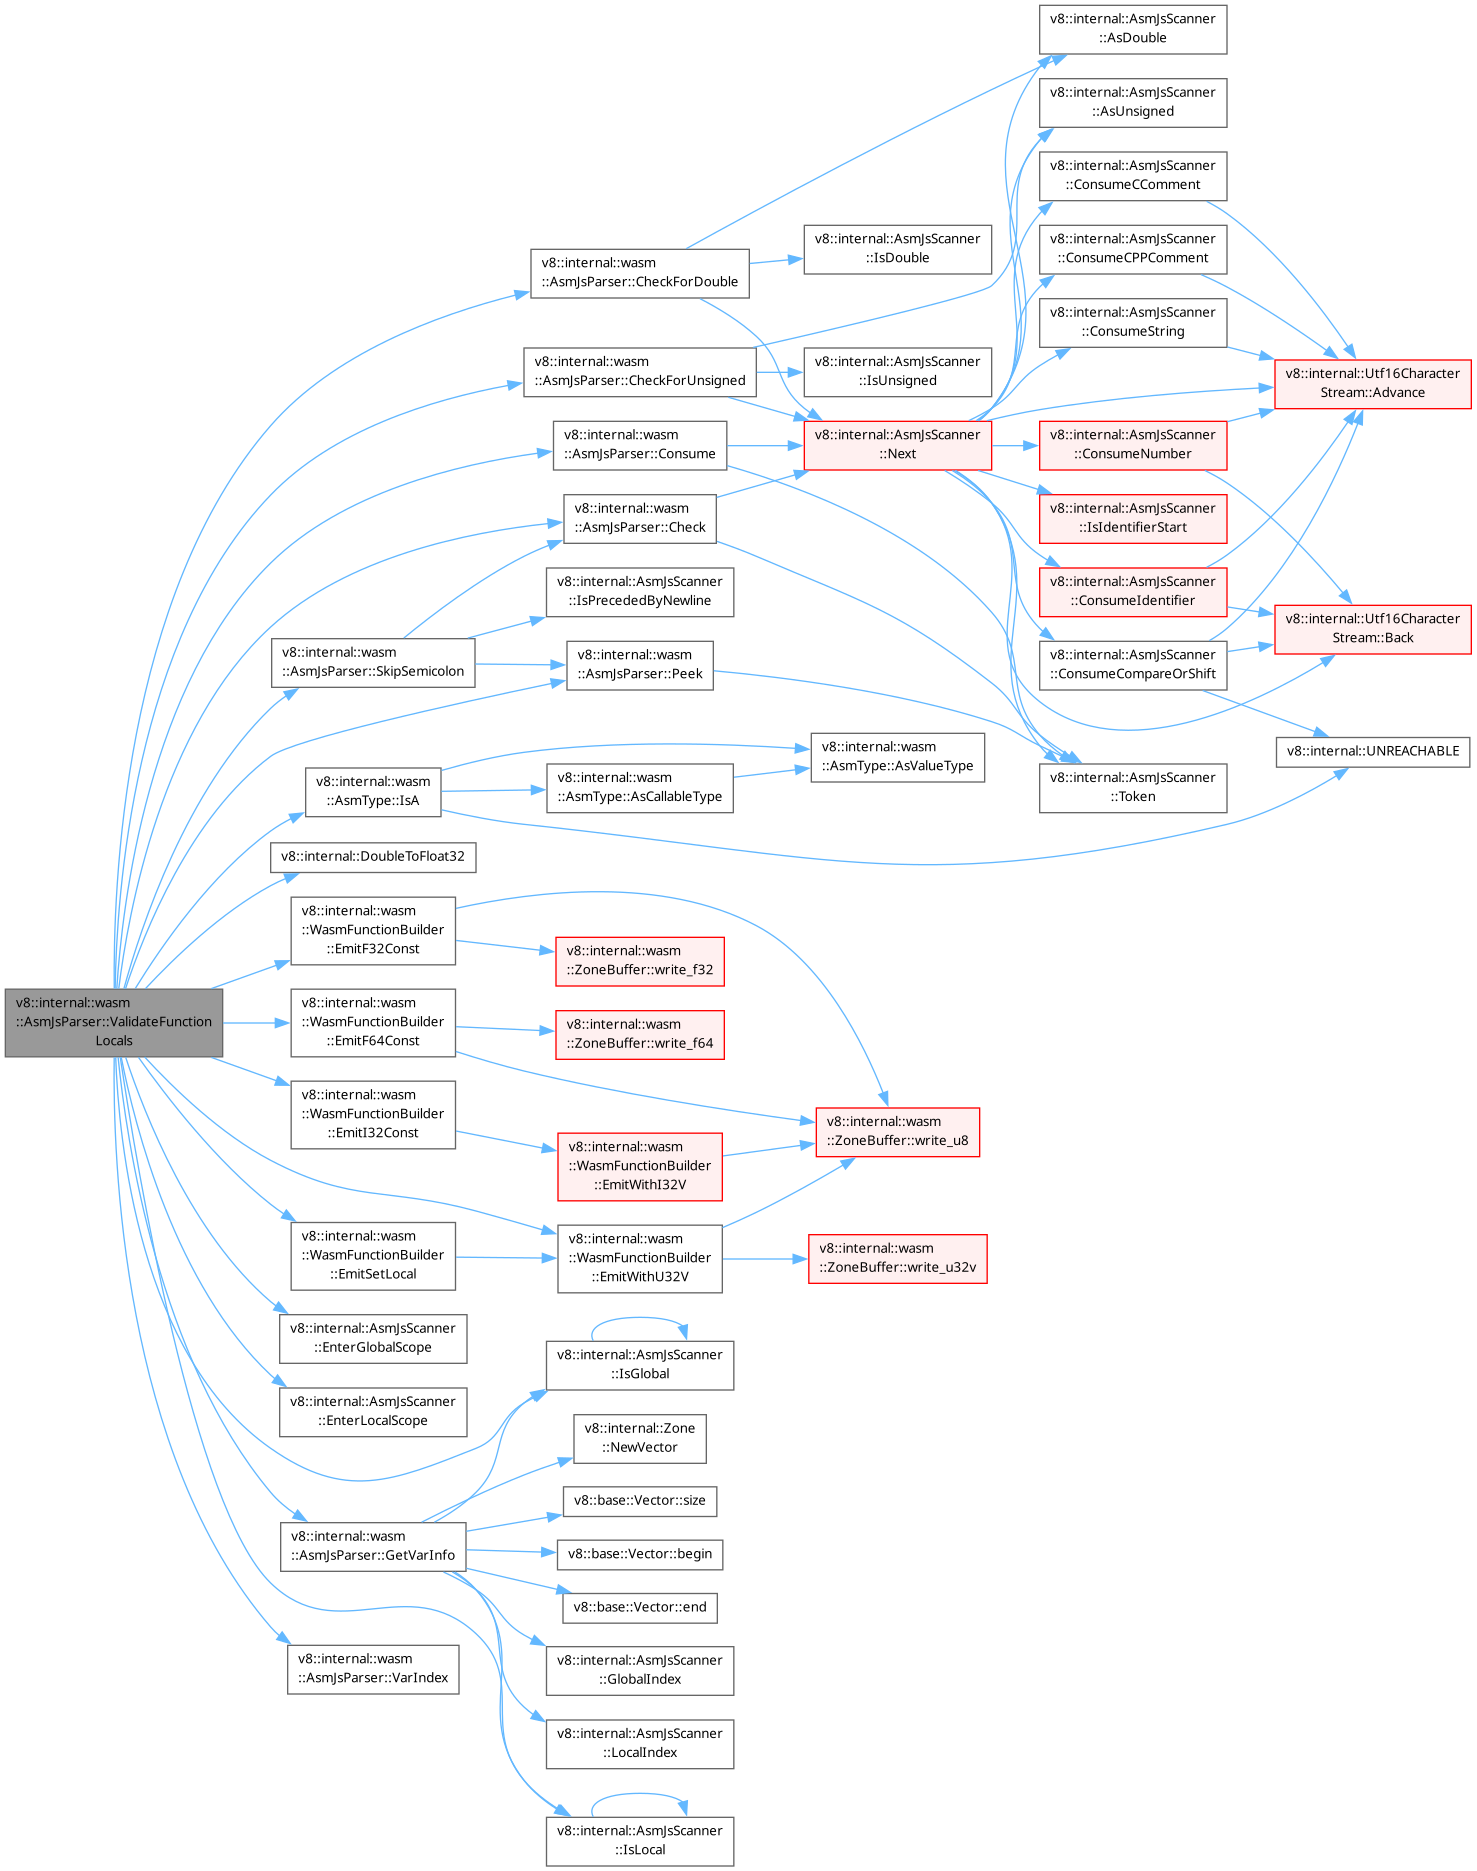 v8::internal::AsmJsScanner
::AsDouble
v8::internal::AsmJsScanner
::AsUnsigned
v8::internal::AsmJsScanner
::ConsumeCComment
v8::internal::AsmJsScanner
::ConsumeCPPComment
v8::internal::wasm
::AsmJsParser::CheckForDouble
v8::internal::AsmJsScanner
::IsDouble
v8::internal::AsmJsScanner
::ConsumeString
v8::internal::wasm
::AsmJsParser::CheckForUnsigned
v8::internal::AsmJsScanner
::IsUnsigned
v8::internal::Utf16Character
Stream::Advance
v8::internal::wasm
::AsmJsParser::Consume
v8::internal::AsmJsScanner
::Next
v8::internal::AsmJsScanner
::ConsumeNumber
v8::internal::wasm
::AsmJsParser::Check
v8::internal::AsmJsScanner
::IsIdentifierStart
v8::internal::AsmJsScanner
::IsPrecededByNewline
v8::internal::AsmJsScanner
::ConsumeIdentifier
v8::internal::Utf16Character
Stream::Back
v8::internal::wasm
::AsmJsParser::SkipSemicolon
v8::internal::wasm
::AsmJsParser::Peek
v8::internal::AsmJsScanner
::ConsumeCompareOrShift
v8::internal::UNREACHABLE
v8::internal::wasm
::AsmType::AsValueType
v8::internal::wasm
::AsmType::IsA
v8::internal::wasm
::AsmType::AsCallableType
v8::internal::AsmJsScanner
::Token
v8::internal::DoubleToFloat32
v8::internal::wasm
::WasmFunctionBuilder
::EmitF32Const
v8::internal::wasm
::ZoneBuffer::write_f32
v8::internal::wasm
::AsmJsParser::ValidateFunction
Locals
v8::internal::wasm
::WasmFunctionBuilder
::EmitF64Const
v8::internal::wasm
::ZoneBuffer::write_f64
v8::internal::wasm
::WasmFunctionBuilder
::EmitI32Const
v8::internal::wasm
::ZoneBuffer::write_u8
v8::internal::wasm
::WasmFunctionBuilder
::EmitWithI32V
v8::internal::wasm
::WasmFunctionBuilder
::EmitSetLocal
v8::internal::wasm
::WasmFunctionBuilder
::EmitWithU32V
v8::internal::wasm
::ZoneBuffer::write_u32v
v8::internal::AsmJsScanner
::EnterGlobalScope
v8::internal::AsmJsScanner
::IsGlobal
v8::internal::AsmJsScanner
::EnterLocalScope
v8::internal::Zone
::NewVector
v8::base::Vector::size
v8::internal::wasm
::AsmJsParser::GetVarInfo
v8::base::Vector::begin
v8::base::Vector::end
v8::internal::wasm
::AsmJsParser::VarIndex
v8::internal::AsmJsScanner
::GlobalIndex
v8::internal::AsmJsScanner
::LocalIndex
v8::internal::AsmJsScanner
::IsLocal